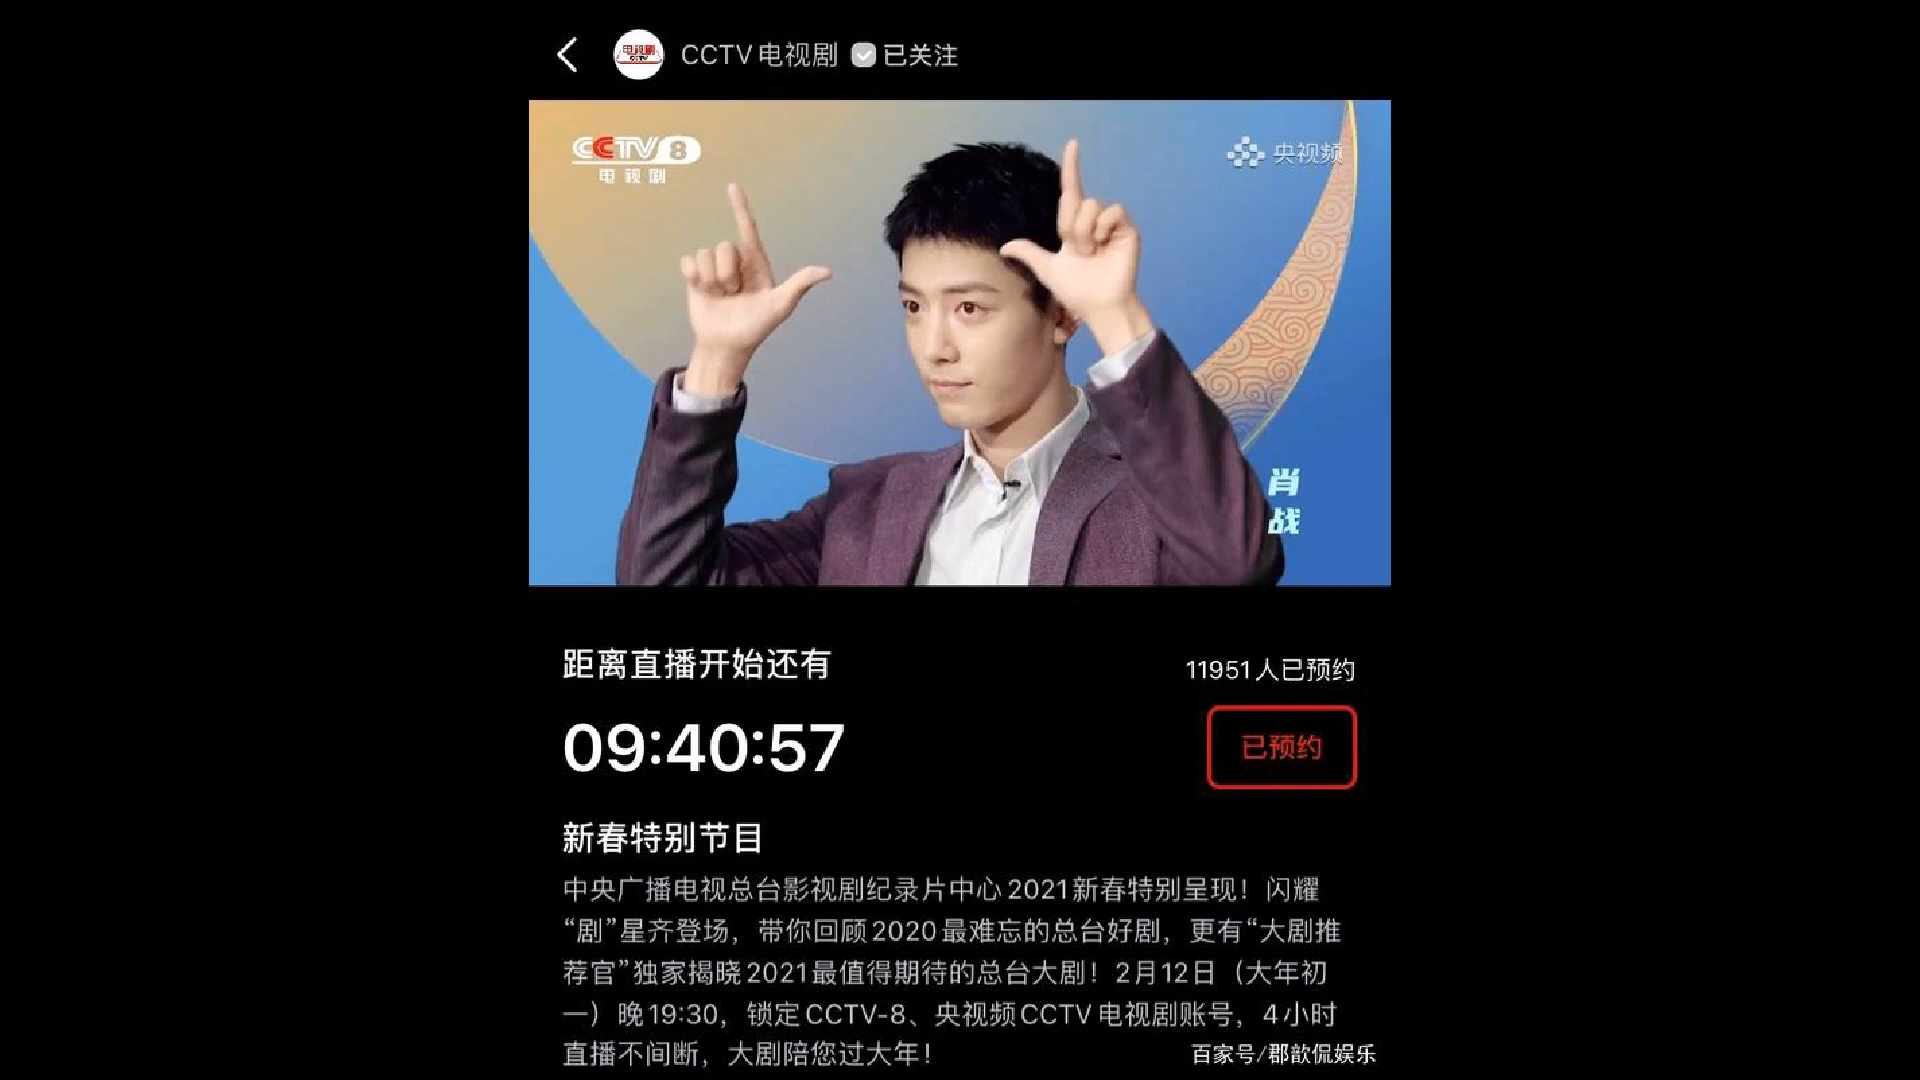 CCTV电视剧 已关注
电视剧
CCTV
CCTV 8
电视剧
央视频
肖
战
距离直播开始还有
11951人已预约
09:40:57
已预约
新春特别节目
中央广播电视总台影视剧纪录片中心2021新春特别呈现！闪耀
“剧”星齐登场，带你回顾2020最难忘的总台好剧，更有“大剧推
荐官”独家揭晓2021最值得期待的总台大剧！2月12日（大年初
一）晚19:30，锁定CCTV-8、央视频CCTV电视剧账号，4小时
直播不间断，大剧陪您过大年！
百家号/郡歆侃娱乐